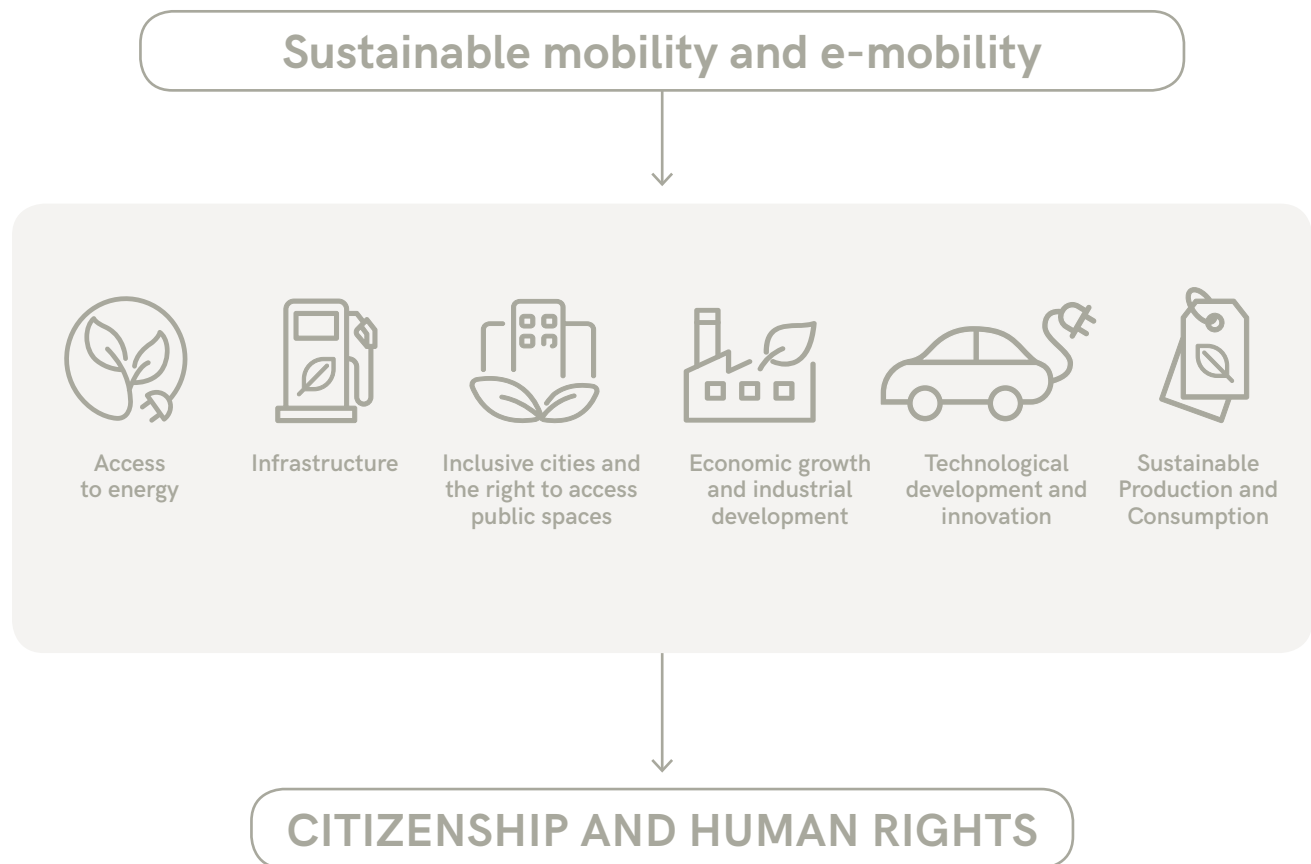 Sustainable mobility and e-mobility
Access
to energy
Infrastructure
Inclusive cities and
the right to access
public spaces
Economic growth
and industrial
development
Technological
development and
innovation
Sustainable
Production and
Consumption
CITIZENSHIP AND HUMAN RIGHTS